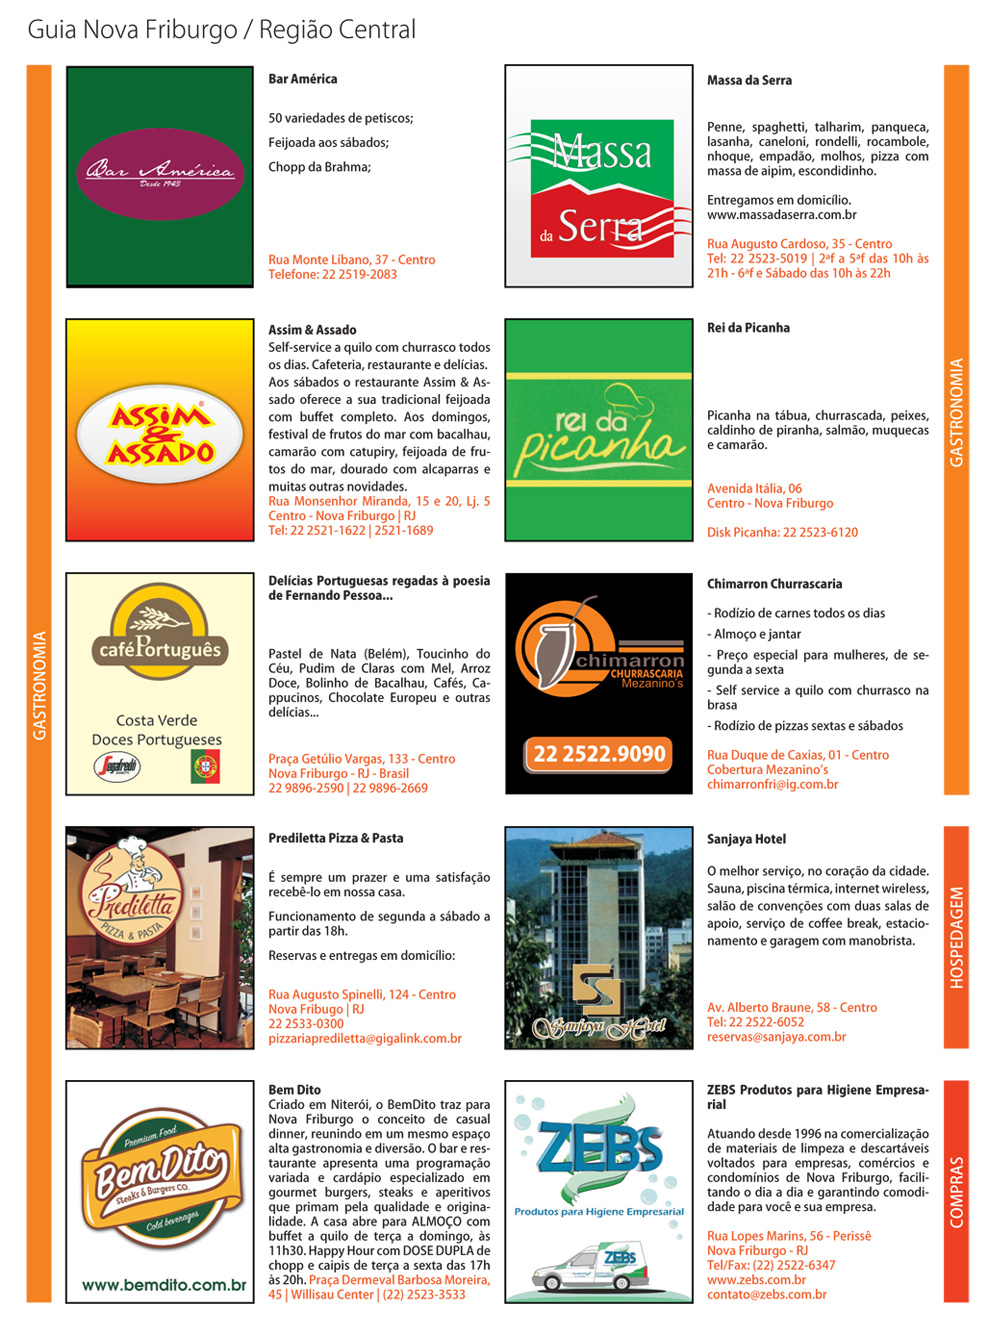 Guia Nova Friburgo / Região Central
GASTRONOMIA
Bar América
Desde 1943
Bar América
50 variedades de petiscos;
Feijoada aos sábados;
Chopp da Brahma;
Rua Monte Líbano, 37 - Centro
Telefone: 22 2519-2083
ASSIM
&
ASSADO
®
Assim & Assado
Self-service a quilo com churrasco todos
os dias. Cafeteria, restaurante e delícias.
Aos sábados o restaurante Assim & As-
sado oferece a sua tradicional feijoada
com buffet completo. Aos domingos,
festival de frutos do mar com bacalhau,
camarão com catupiry, feijoada de fru-
tos do mar, dourado com alcaparras e
muitas outras novidades.
Rua Monsenhor Miranda, 15 e 20, Lj. 5
Centro - Nova Friburgo | RJ
Tel: 22 2521-1622 | 2521-1689
caféPortuguês
Costa Verde
Doces Portugueses
Segafredo
Delícias Portuguesas regadas à poesia
de Fernando Pessoa...
Pastel de Nata (Belém), Toucinho do
Céu, Pudim de Claras com Mel, Arroz
Doce, Bolinho de Bacalhau, Cafés, Ca-
ppucinos, Chocolate Europeu e outras
delícias...
Praça Getúlio Vargas, 133 - Centro
Nova Friburgo - RJ - Brasil
22 9896-2590 | 22 9896-2669
Prediletta
PIZZA & PASTA
Prediletta Pizza & Pasta
É sempre um prazer e uma satisfação
recebê-lo em nossa casa.
Funcionamento de segunda a sábado a
partir das 18h.
Reservas e entregas em domicílio:
Rua Augusto Spinelli, 124 - Centro
Nova Fribugo | RJ
22 2533-0300
pizzariaprediletta@gigalink.com.br
Premium Food
BemDito
Steaks & Burgers CO.
Cold beverages
www.bemdito.com.br
Bem Dito
Criado em Niterói, o BemDito traz para
Nova Friburgo o conceito de casual
dinner, reunindo em um mesmo espaço
alta gastronomia e diversão. O bar e res-
taurante apresenta uma programação
variada e cardápio especializado em
gourmet burgers, steaks e aperitivos
que primam pela qualidade e origina-
lidade. A casa abre para ALMOÇO com
buffet a quilo de terça a domingo, às
11h30. Happy Hour com DOSE DUPLA de
chopp e caipis de terça a sexta das 17h
às 20h. Praça Dermeval Barbosa Moreira,
45 | Willisau Center | (22) 2523-3533
Massa
da Serra
Massa da Serra
Penne, spaghetti, talharim, panqueca,
lasanha, caneloni, rondelli, rocambole,
nhoque, empadão, molhos, pizza com
massa de aipim, escondidinho.
Entregamos em domicílio.
www.massadaserra.com.br
Rua Augusto Cardoso, 35 - Centro
Tel: 22 2523-5019 | 2ªf a 5ªf das 10h às
21h - 6ªf e Sábado das 10h às 22h
rei da
picanha
Rei da Picanha
Picanha na tábua, churrascada, peixes,
caldinho de piranha, salmão, muquecas
e camarão.
Avenida Itália, 06
Centro - Nova Friburgo
Disk Picanha: 22 2523-6120
chimarron
CHURRASCARIA
Mezanino's
22 2522.9090
Chimarron Churrascaria
- Rodízio de carnes todos os dias
- Almoço e jantar
- Preço especial para mulheres, de se-
gunda a sexta
- Self service a quilo com churrasco na
brasa
- Rodízio de pizzas sextas e sábados
Rua Duque de Caxias, 01 - Centro
Cobertura Mezanino's
chimarronfri@ig.com.br
GASTRONOMIA
S
Sanjaya Hotel
Sanjaya Hotel
O melhor serviço, no coração da cidade.
Sauna, piscina térmica, internet wireless,
salão de convenções com duas salas de
apoio, serviço de coffee break, estacio-
namento e garagem com manobrista.
Av. Alberto Braune, 58 - Centro
Tel: 22 2522-6052
reservas@sanjaya.com.br
HOSPEDAGEM
ZEBS
Produtos para Higiene Empresarial
ZEBS
ZEBS Produtos para Higiene Empresa-
rial
Atuando desde 1996 na comercialização
de materiais de limpeza e descartáveis
voltados para empresas, comércios e
condomínios de Nova Friburgo, facili-
tando o dia a dia e garantindo comodi-
dade para você e sua empresa.
Rua Lopes Marins, 56 - Perissê
Nova Friburgo - RJ
Tel/Fax: (22) 2522-6347
www.zebs.com.br
contato@zebs.com.br
COMPRAS